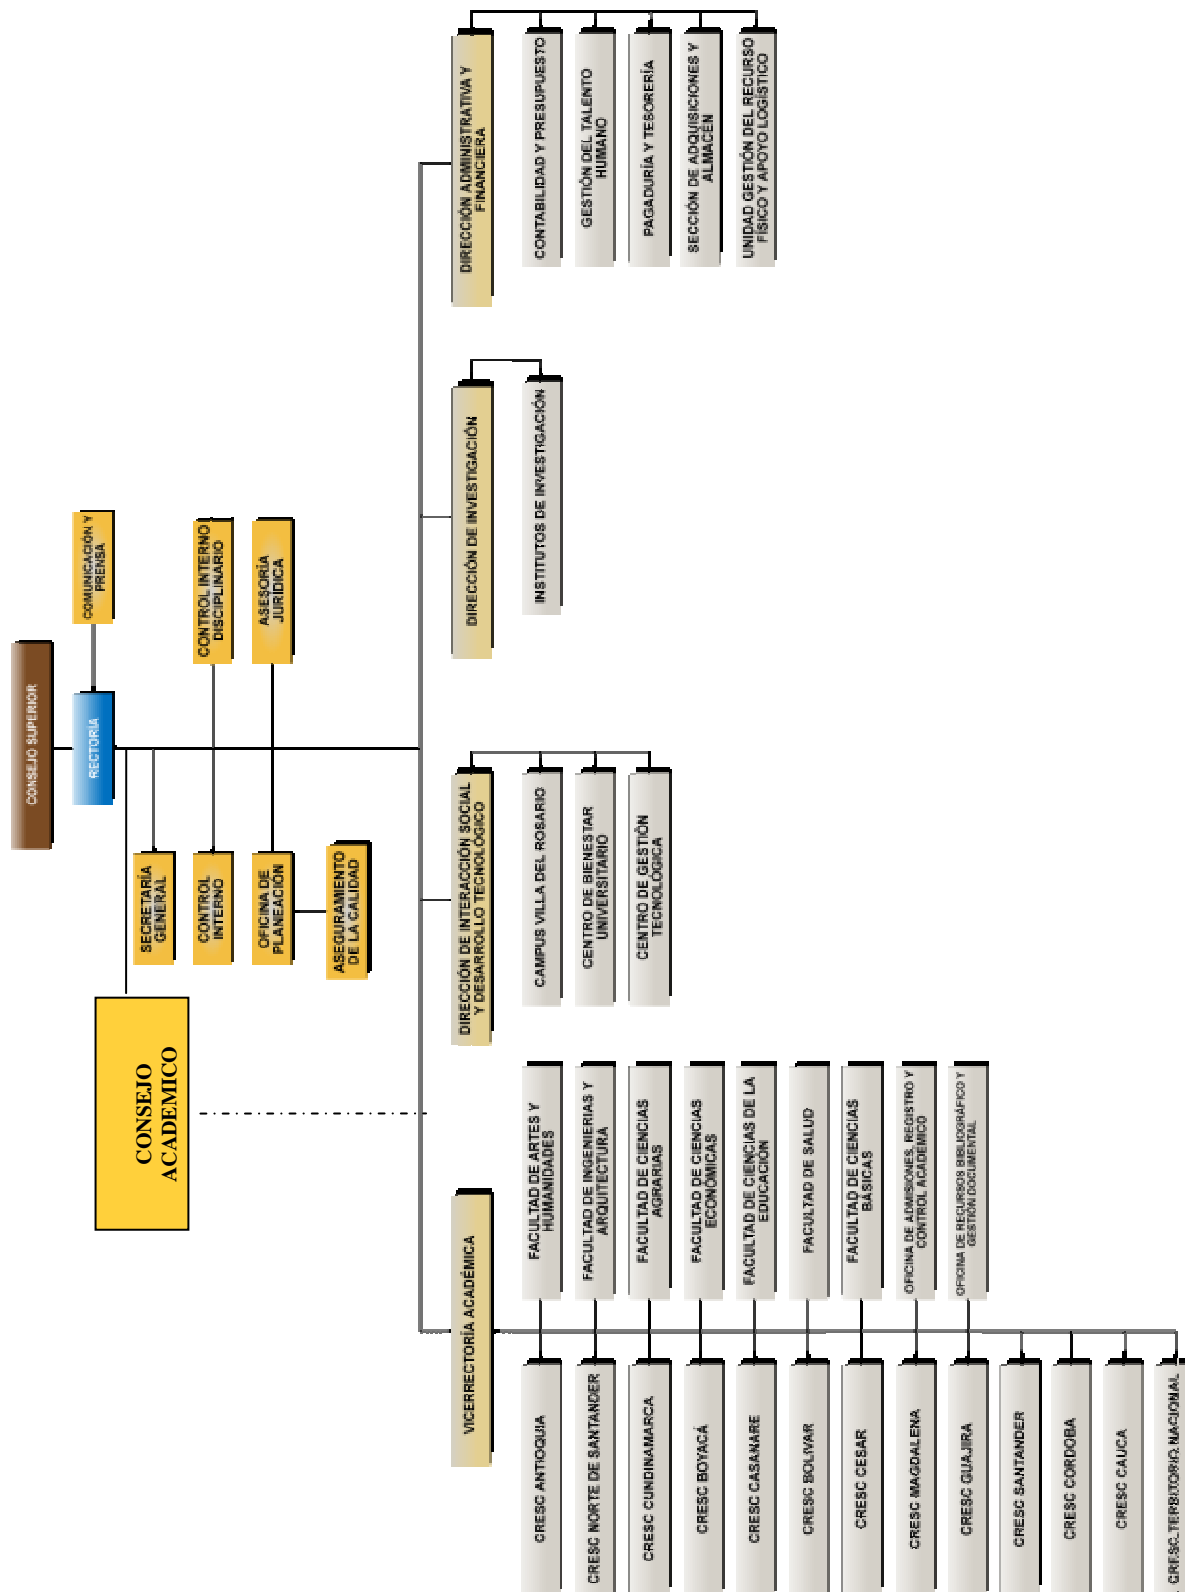 CONSEJO SUPERIOR
RECTORÍA
COMUNICACIÓN Y
PRENSA
CONSEJO
ACADEMICO
SECRETARÍA
GENERAL
CONTROL
INTERNO
CONTROL INTERNO
DISCIPLINARIO
OFICINA DE
PLANEACIÓN
ASESORÍA
JURÍDICA
ASEGURAMIENTO
DE LA CALIDAD
VICERRECTORÍA ACADÉMICA
CRESC ANTIOQUIA
CRESC NORTE DE SANTANDER
CRESC CUNDINAMARCA
CRESC BOYACÁ
CRESC CASANARE
CRESC BOLIVAR
CRESC CESAR
CRESC MAGDALENA
CRESC GUAJIRA
CRESC SANTANDER
CRESC CORDOBA
CRESC CAUCA
CRESC TERRITORIO NACIONAL
FACULTAD DE ARTES Y
HUMANIDADES
FACULTAD DE INGENIERIAS Y
ARQUITECTURA
FACULTAD DE CIENCIAS
AGRARIAS
FACULTAD DE CIENCIAS
ECONÓMICAS
FACULTAD DE CIENCIAS DE LA
EDUCACIÓN
FACULTAD DE SALUD
FACULTAD DE CIENCIAS
BÁSICAS
OFICINA DE ADMISIONES, REGISTRO Y
CONTROL ACADÉMICO
OFICINA DE RECURSOS BIBLIOGRÁFICO Y
GESTIÓN DOCUMENTAL
DIRECCIÓN DE INTERACCIÓN SOCIAL
Y DESARROLLO TECNOLÓGICO
CAMPUS VILLA DEL ROSARIO
CENTRO DE BIENESTAR
UNIVERSITARIO
CENTRO DE GESTIÓN
TECNOLÓGICA
DIRECCIÓN DE INVESTIGACIÓN
INSTITUTOS DE INVESTIGACIÓN
DIRECCIÓN ADMINISTRATIVA Y
FINANCIERA
CONTABILIDAD Y PRESUPUESTO
GESTIÓN DEL TALENTO
HUMANO
PAGADURÍA Y TESORERÍA
SECCIÓN DE ADQUISICIONES Y
ALMACÉN
UNIDAD GESTIÓN DEL RECURSO
FÍSICO Y APOYO LOGÍSTICO